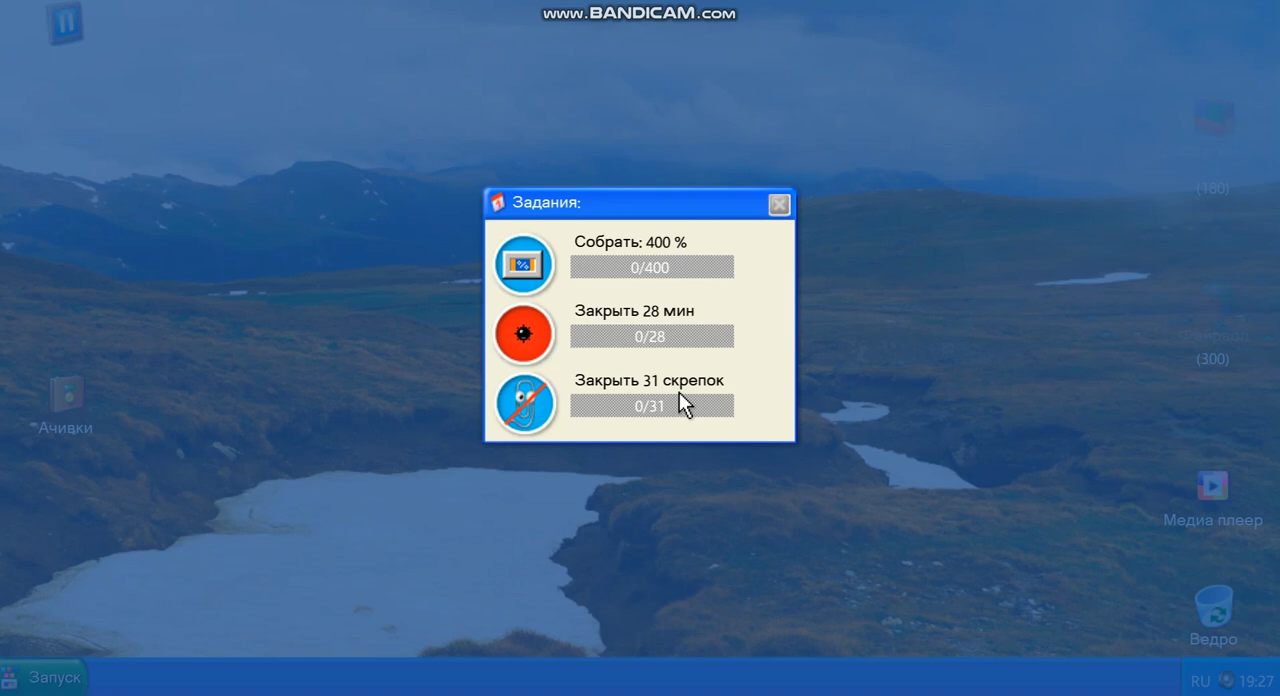 www.BANDICAM.com
Задания:
Собрать: 400 %
0/400
Закрыть 28 мин
0/28
Закрыть 31 скрепок
0/31
(180)
(300)
Ачивки
Медиа плеер
Ведро
Запуск
RU 19:27